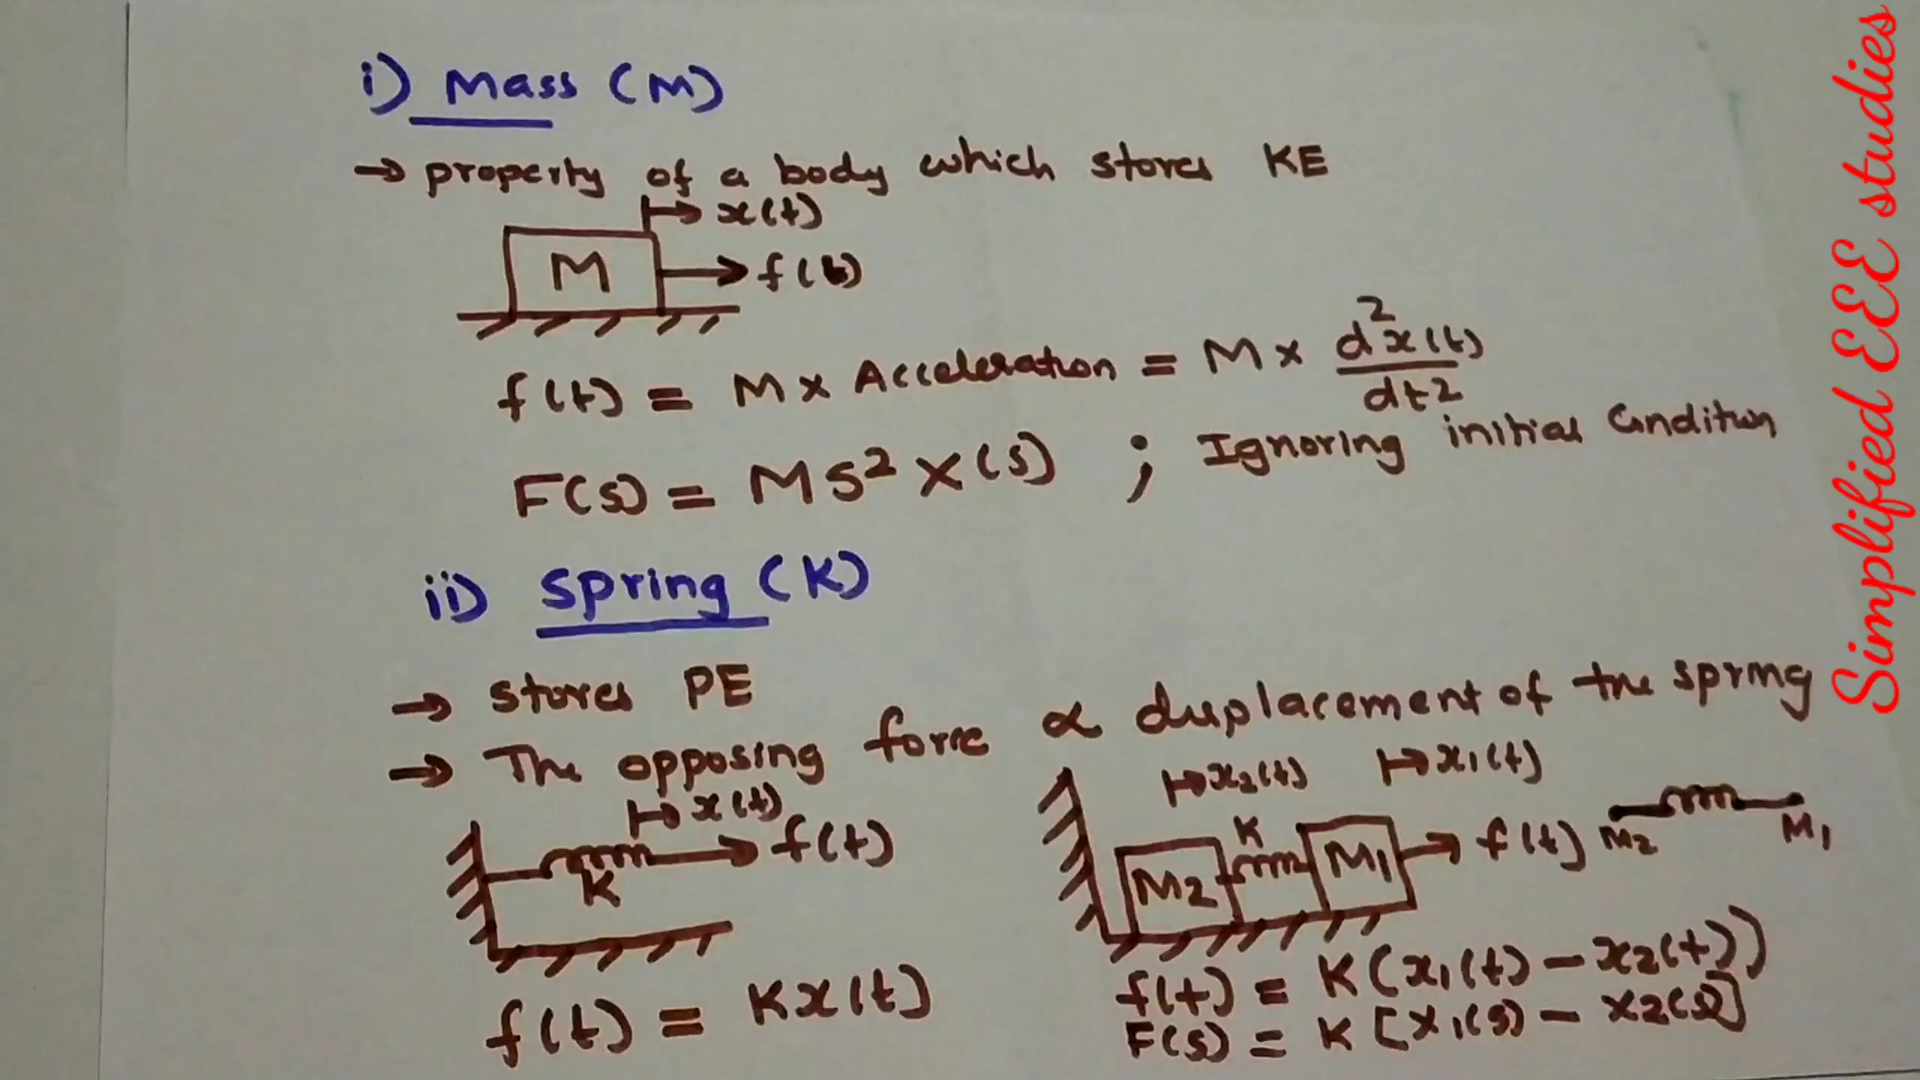 i) Mass (M)
→ property of a body which stores KE
x(t)
M
f(t)
f(t) = M x Acceleration = M x d²x(t)/dt2
F(s) = MS² X(s) ; Ignoring initial Condition
ii) Spring (K)
→ stores PE
→ The opposing force ∝ displacement of the spring
x(t)
f(t)
K
f(t) = Kx(t)
x2(t) x1(t)
K
M2 M1 f(t)
M2 M1
f(t) = K(x1(t) - x2(t))
F(s) = K[X1(s) - X2(s)]
Simplified EEE studies